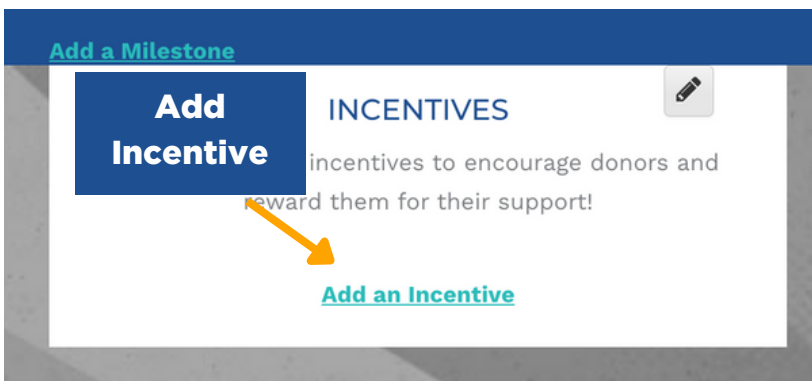 Add a Milestone
Add
Incentive
INCENTIVES
incentives to encourage donors and
reward them for their support!
Add an Incentive